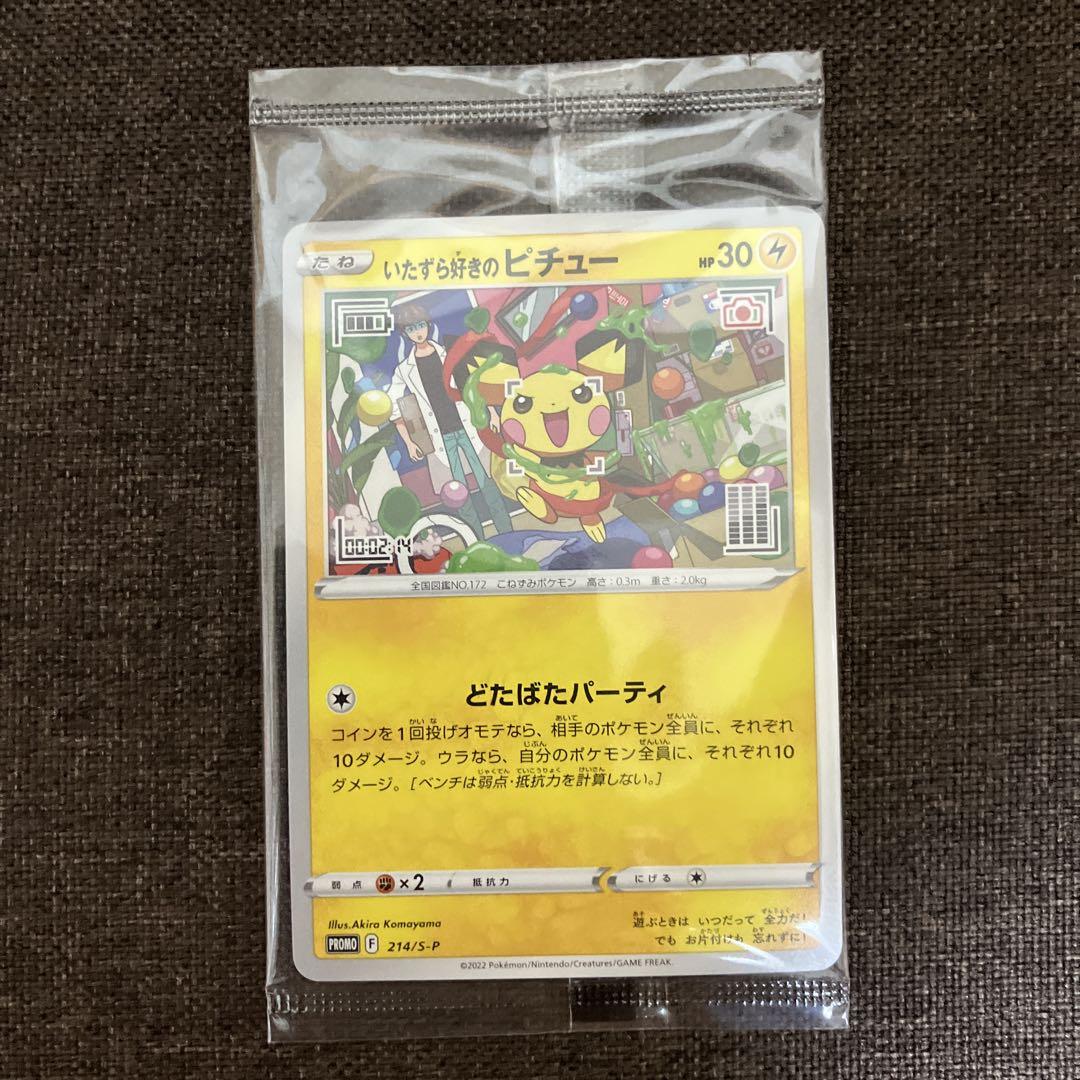 たね いたずら好きのピチュー HP30
00:02:14
全国図鑑NO.172 こねずみポケモン 高さ：0.3m 重さ：2.0kg
どたばたパーティ
コインを1回投げオモテなら、相手のポケモン全員に、それぞれ
10ダメージ。ウラなら、自分のポケモン全員に、それぞれ10
ダメージ。[ベンチは弱点・抵抗力を計算しない。]
弱点 ×2 抵抗力 にげる
Illus.Akira Komayama
遊ぶときは いつだって 全力だ！
でも お片付けも 忘れずに！
PROMO F 214/S-P
©2022 Pokémon/Nintendo/Creatures/GAME FREAK.